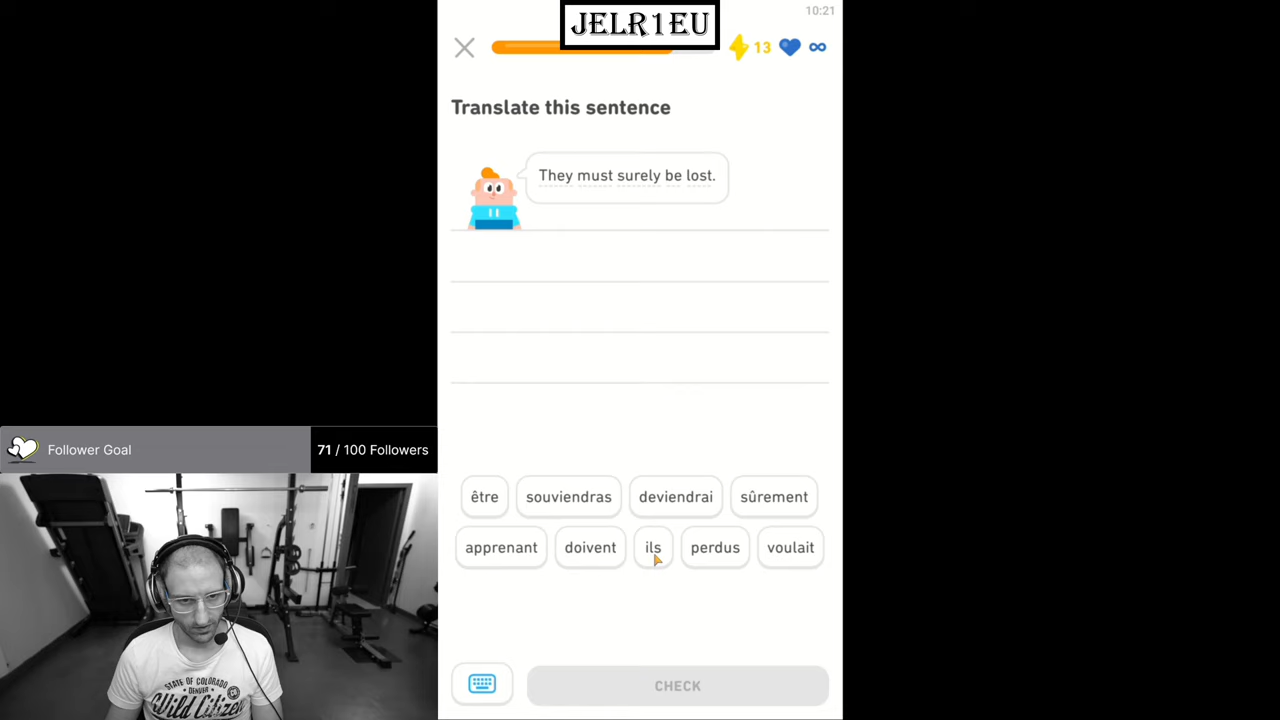 JELR1EU
10:21
13
∞
Translate this sentence
They must surely be lost.
Follower Goal
71 / 100 Followers
être souviendras deviendrai sûrement
apprenant doivent ils perdus voulait
STATE OF COLORADO
DENVER
Wild Citizen
CHECK